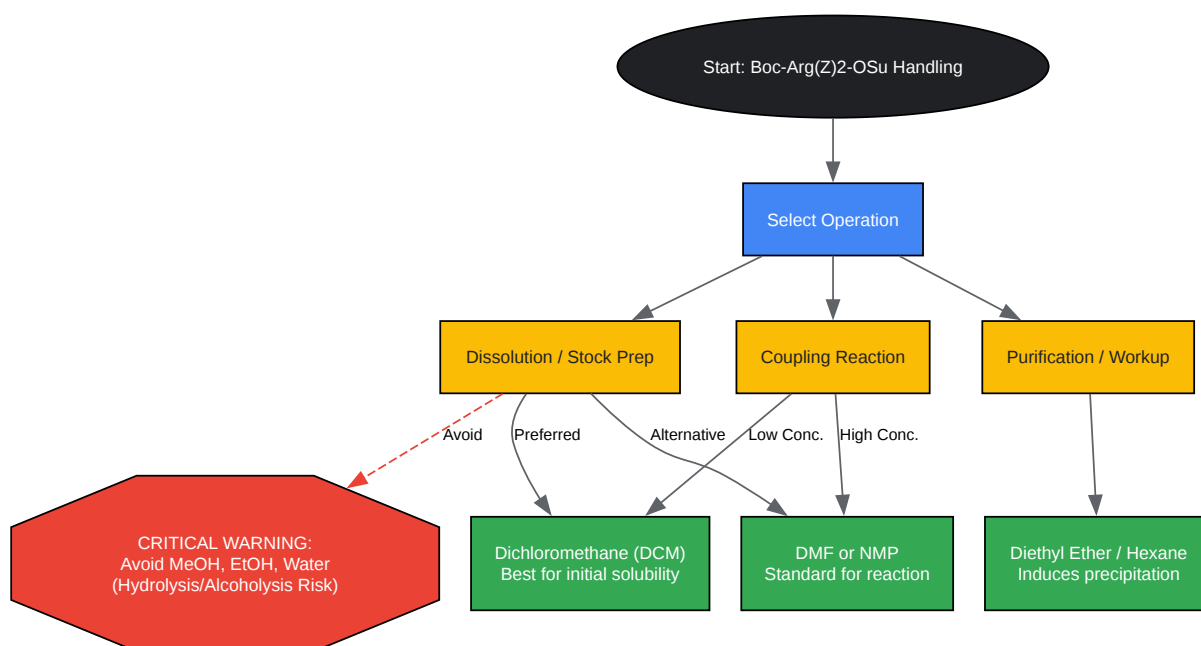 Start: Boc-Arg(Z)2-OSu Handling
Select Operation
Dissolution / Stock Prep
Coupling Reaction
Purification / Workup
Avoid
Preferred
Alternative
Low Conc.
High Conc.
CRITICAL WARNING:
Avoid MeOH, EtOH, Water
(Hydrolysis/Alcoholysis Risk)
Dichloromethane (DCM)
Best for initial solubility
DMF or NMP
Standard for reaction
Diethyl Ether / Hexane
Induces precipitation